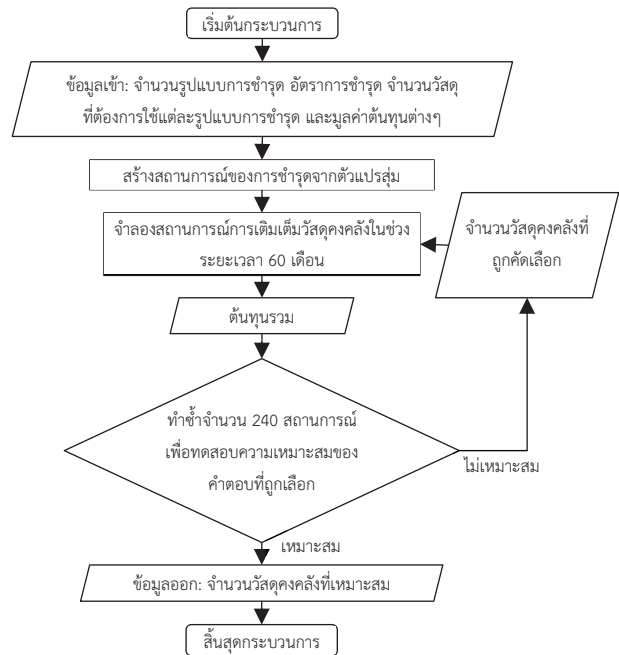 เริ่มต้นกระบวนการ
ข้อมูลเข้า: จำนวนรูปแบบการชำรุด อัตราการชำรุด จำนวนวัสดุ
ที่ต้องการใช้แต่ละรูปแบบการชำรุด และมูลค่าต้นทุนต่างๆ
สร้างสถานการณ์ของการชำรุดจากตัวแปรสุ่ม
จำลองสถานการณ์การเติมเต็มวัสดุคงคลังในช่วง
ระยะเวลา 60 เดือน
จำนวนวัสดุคงคลังที่
ถูกคัดเลือก
ต้นทุนรวม
ทำซ้ำจำนวน 240 สถานการณ์
เพื่อทดสอบความเหมาะสมของ
คำตอบที่ถูกเลือก
ไม่เหมาะสม
เหมาะสม
ข้อมูลออก: จำนวนวัสดุคงคลังที่เหมาะสม
สิ้นสุดกระบวนการ